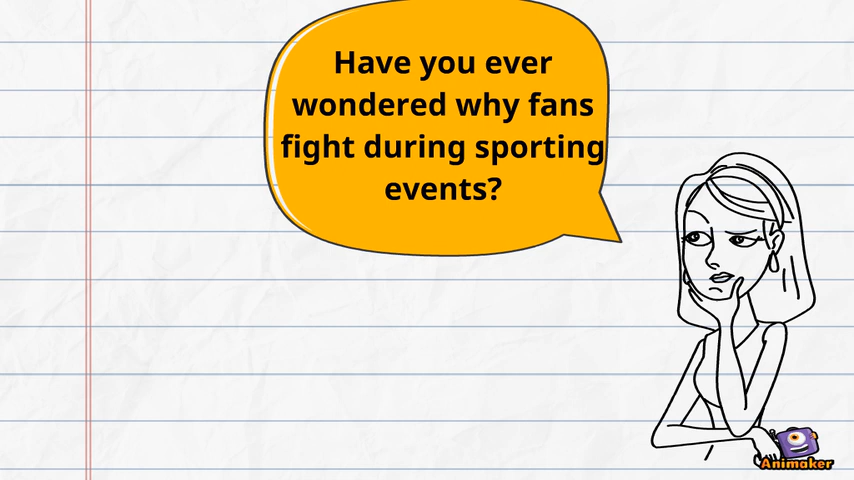 Have you ever
wondered why fans
fight during sporting
events?
Animaker